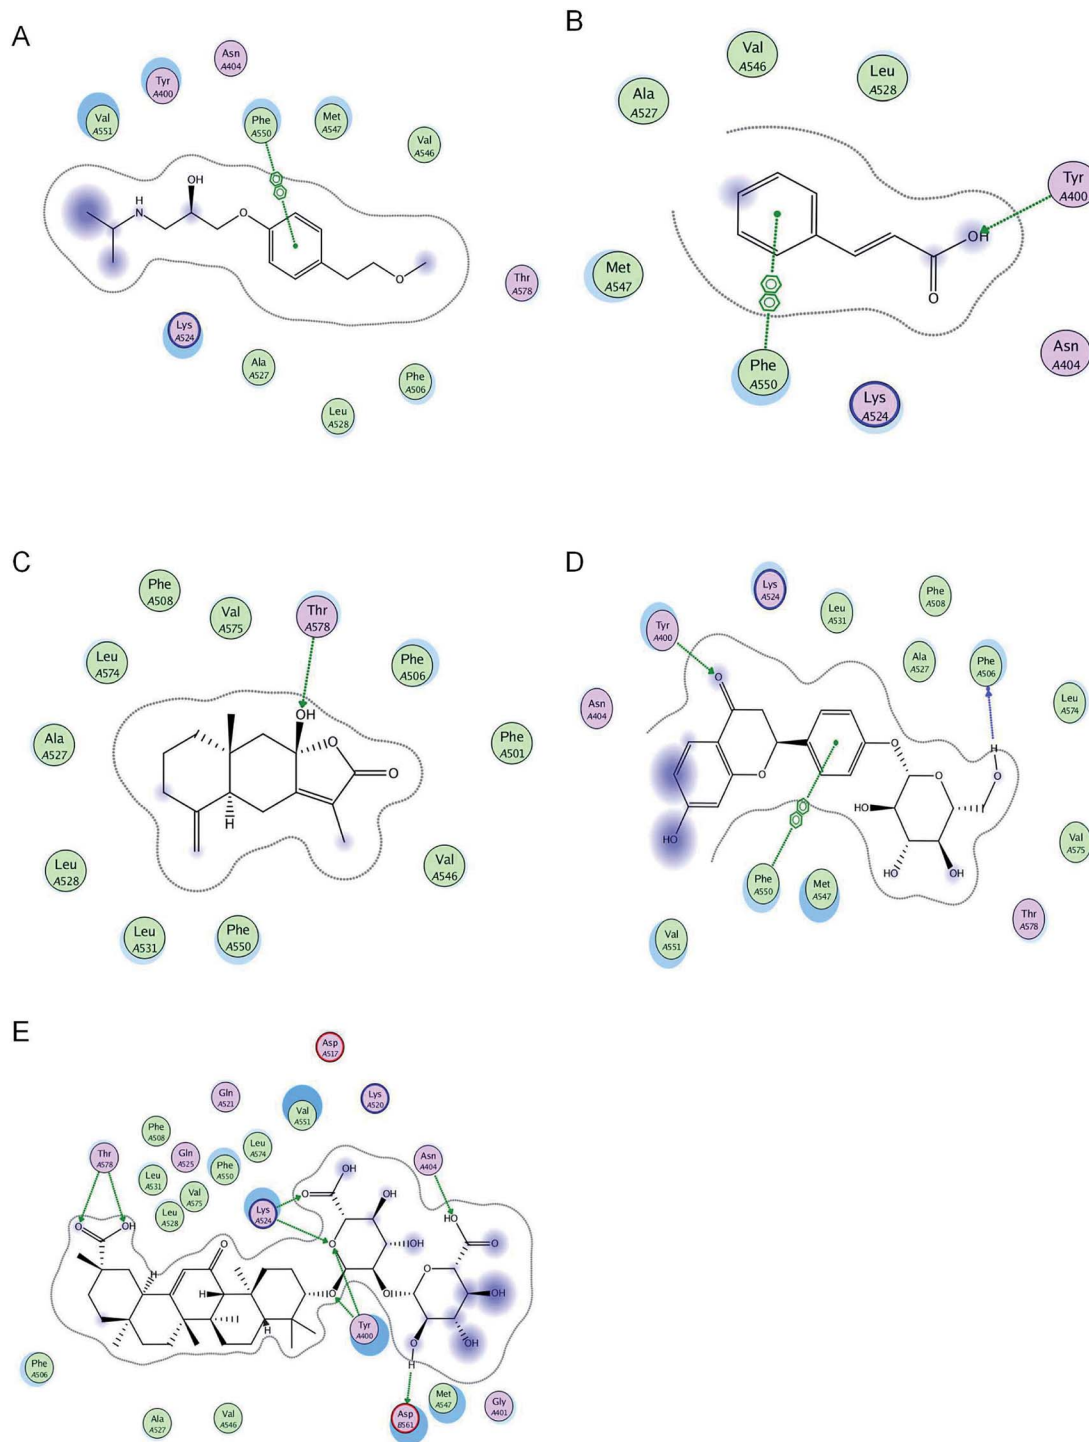 A
Asn
A404
Tyr
A400
Val
A551
Phe
A550
Met
A547
Val
A546
OH
H
N
O
O
Thr
A578
Lys
A524
Ala
A527
Phe
A506
Leu
A528
B
Val
A546
Leu
A528
Ala
A527
Tyr
A400
OH
O
Met
A547
Phe
A550
Asn
A404
Lys
A524
C
Phe
A508
Val
A575
Thr
A578
Leu
A574
Phe
A506
OH
O
O
Ala
A527
Phe
A501
H
Leu
A528
Val
A546
Leu
A531
Phe
A550
D
Lys
A524
Leu
A531
Phe
A508
Tyr
A400
Ala
A527
Phe
A506
Leu
A574
Asn
A404
O
H
O
O
O
O
HO
HO
HO
OH
Val
A575
Phe
A550
Met
A547
Thr
A578
Val
A551
E
Asp
A517
Gln
A521
Lys
A520
Val
A551
Phe
A508
Leu
A574
Thr
A578
Gln
A525
Phe
A550
Asn
A404
Leu
A531
Val
A575
Leu
A528
Lys
A524
OH
O
OH
O
OH
HO
O
O
OH
O
H
O
H
O
O
O
OH
H
OH
O
H
Tyr
A400
Phe
A506
Ala
A527
Val
A546
Asp
B561
Met
A547
Gly
A401